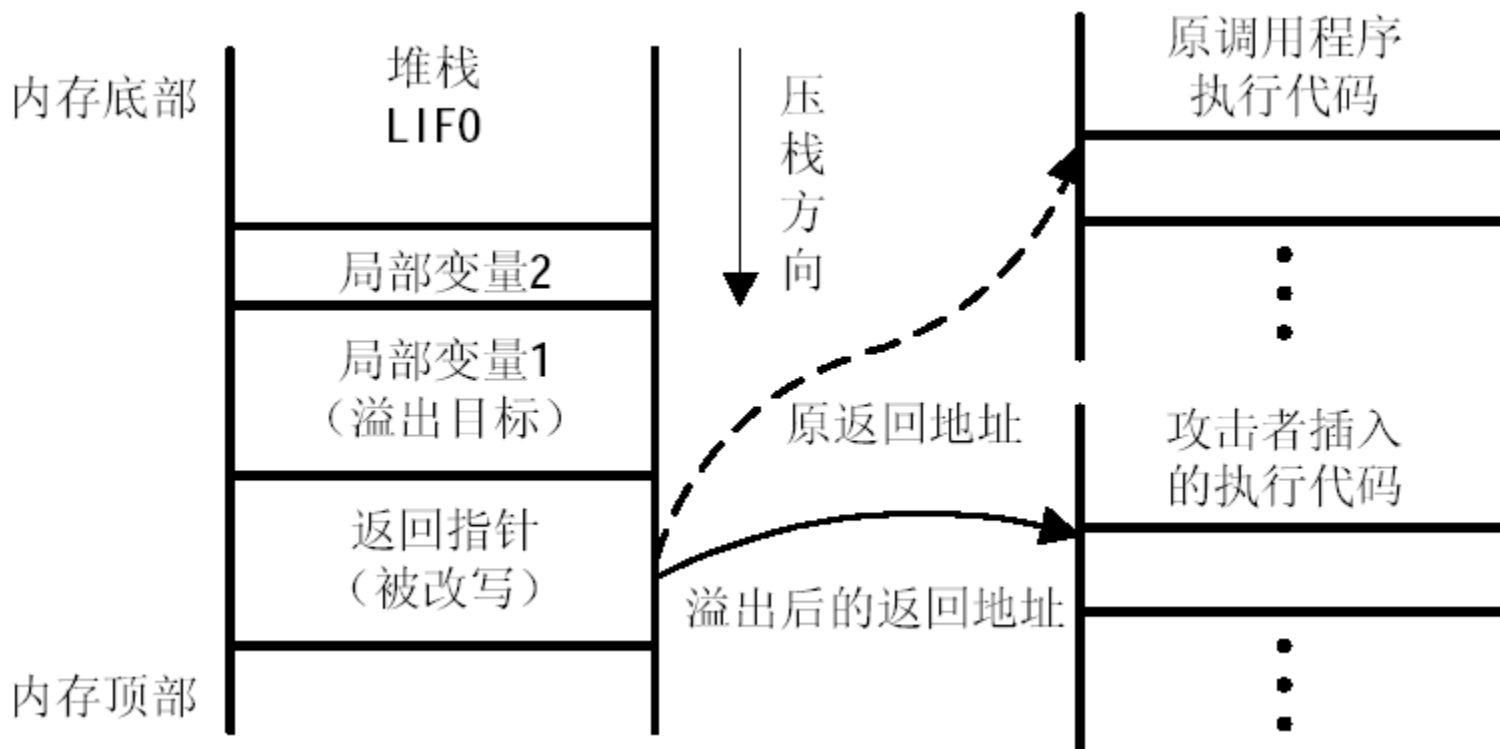 内存底部
堆栈
LIFO
局部变量2
局部变量1
（溢出目标）
返回指针
（被改写）
内存顶部
压栈方向
原返回地址
溢出后的返回地址
原调用程序
执行代码
攻击者插入
的执行代码